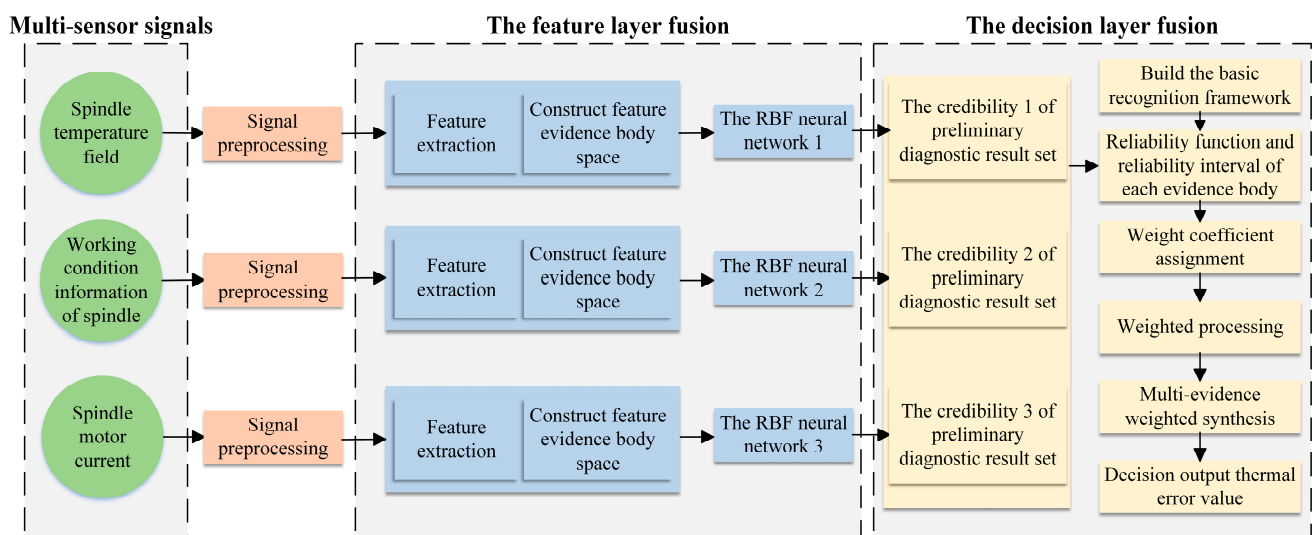 Multi-sensor signals
The feature layer fusion
The decision layer fusion
Spindle
temperature
field
Signal
preprocessing
Feature
extraction
Construct feature
evidence body
space
The RBF neural
network 1
The credibility 1 of
preliminary
diagnostic result set
Working
condition
information
of spindle
Signal
preprocessing
Feature
extraction
Construct feature
evidence body
space
The RBF neural
network 2
The credibility 2 of
preliminary
diagnostic result set
Spindle
motor
current
Signal
preprocessing
Feature
extraction
Construct feature
evidence body
space
The RBF neural
network 3
The credibility 3 of
preliminary
diagnostic result set
Build the basic
recognition framework
Reliability function and
reliability interval of
each evidence body
Weight coefficient
assignment
Weighted processing
Multi-evidence
weighted synthesis
Decision output thermal
error value